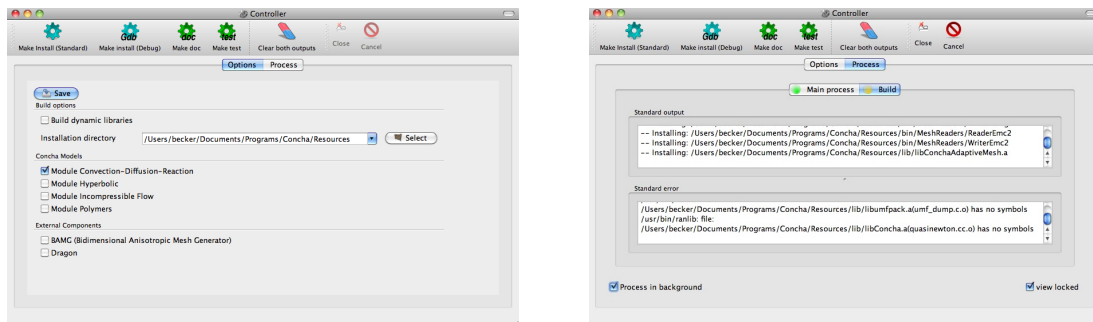 Controller
Make Install (Standard) Make install (Debug) Make doc Make test Clear both outputs Close Cancel
Gdb doc test
Options Process
Save
Build options
Build dynamic libraries
Installation directory /Users/becker/Documents/Programs/Concha/Resources Select
Concha Models
Module Convection-Diffusion-Reaction
Module Hyperbolic
Module Incompressible Flow
Module Polymers
External Components
BAMG (Bidimensional Anisotropic Mesh Generator)
Dragon
Controller
Gdb doc test
Make Install (Standard) Make install (Debug) Make doc Make test Clear both outputs Close Cancel
Options Process
Main process Build
Standard output
-- Installing: /Users/becker/Documents/Programs/Concha/Resources/bin/MeshReaders/ReaderEmc2
-- Installing: /Users/becker/Documents/Programs/Concha/Resources/bin/MeshReaders/WriterEmc2
-- Installing: /Users/becker/Documents/Programs/Concha/Resources/lib/libConchaAdaptiveMesh.a
Standard error
/Users/becker/Documents/Programs/Concha/Resources/lib/libumfpack.a(umf_dump.c.o) has no symbols
/usr/bin/ranlib: file:
/Users/becker/Documents/Programs/Concha/Resources/lib/libConcha.a(quasinewton.cc.o) has no symbols
Process in background view locked